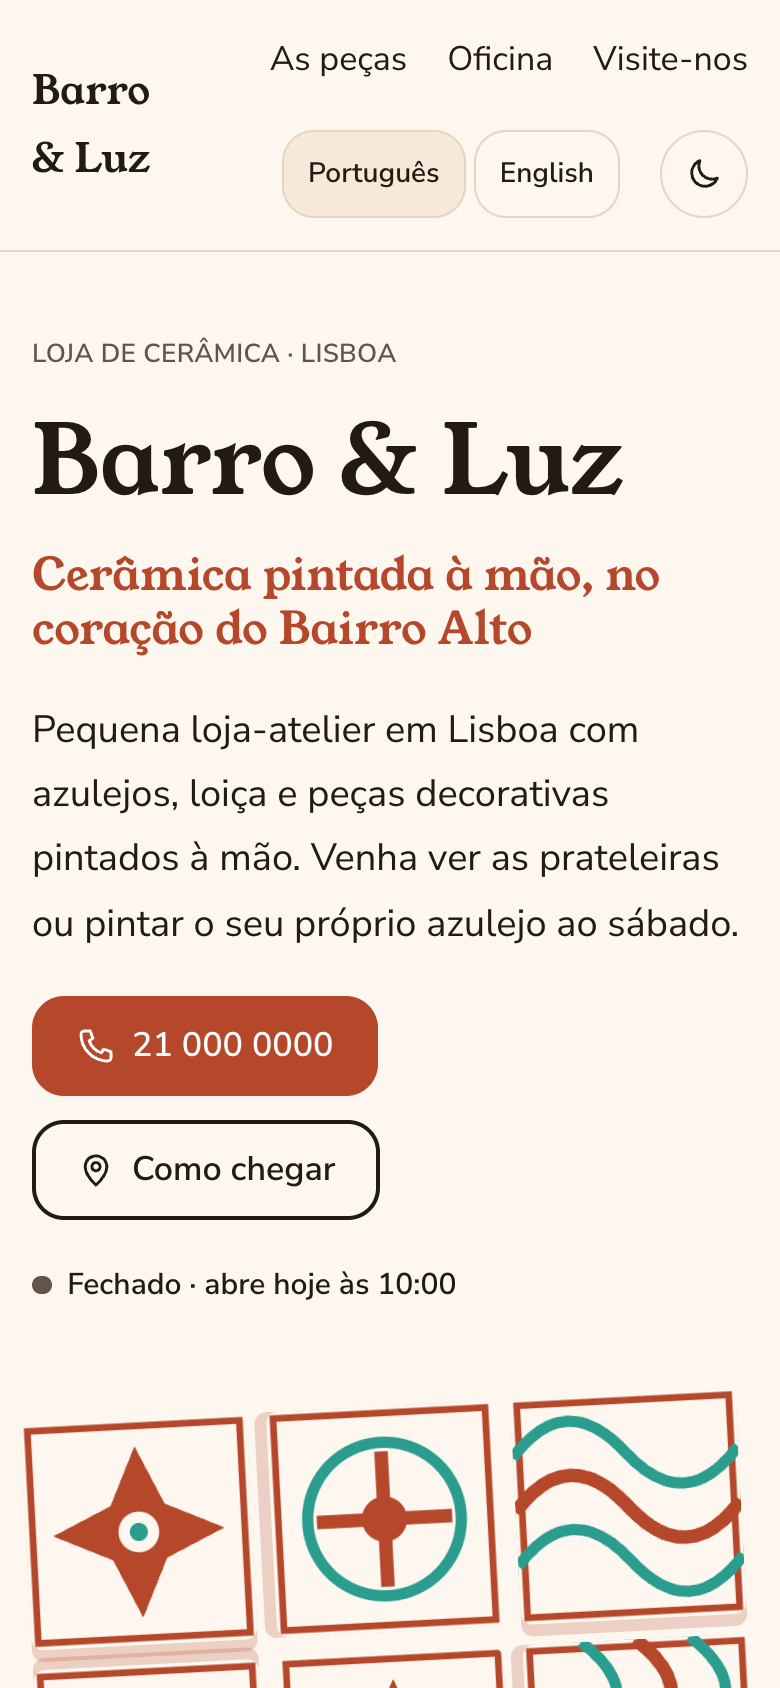 Barro
& Luz
As peças Oficina Visite-nos
Português English
LOJA DE CERÂMICA · LISBOA
Barro & Luz
Cerâmica pintada à mão, no
coração do Bairro Alto
Pequena loja-atelier em Lisboa com
azulejos, loiça e peças decorativas
pintados à mão. Venha ver as prateleiras
ou pintar o seu próprio azulejo ao sábado.
21 000 0000
Como chegar
Fechado · abre hoje às 10:00